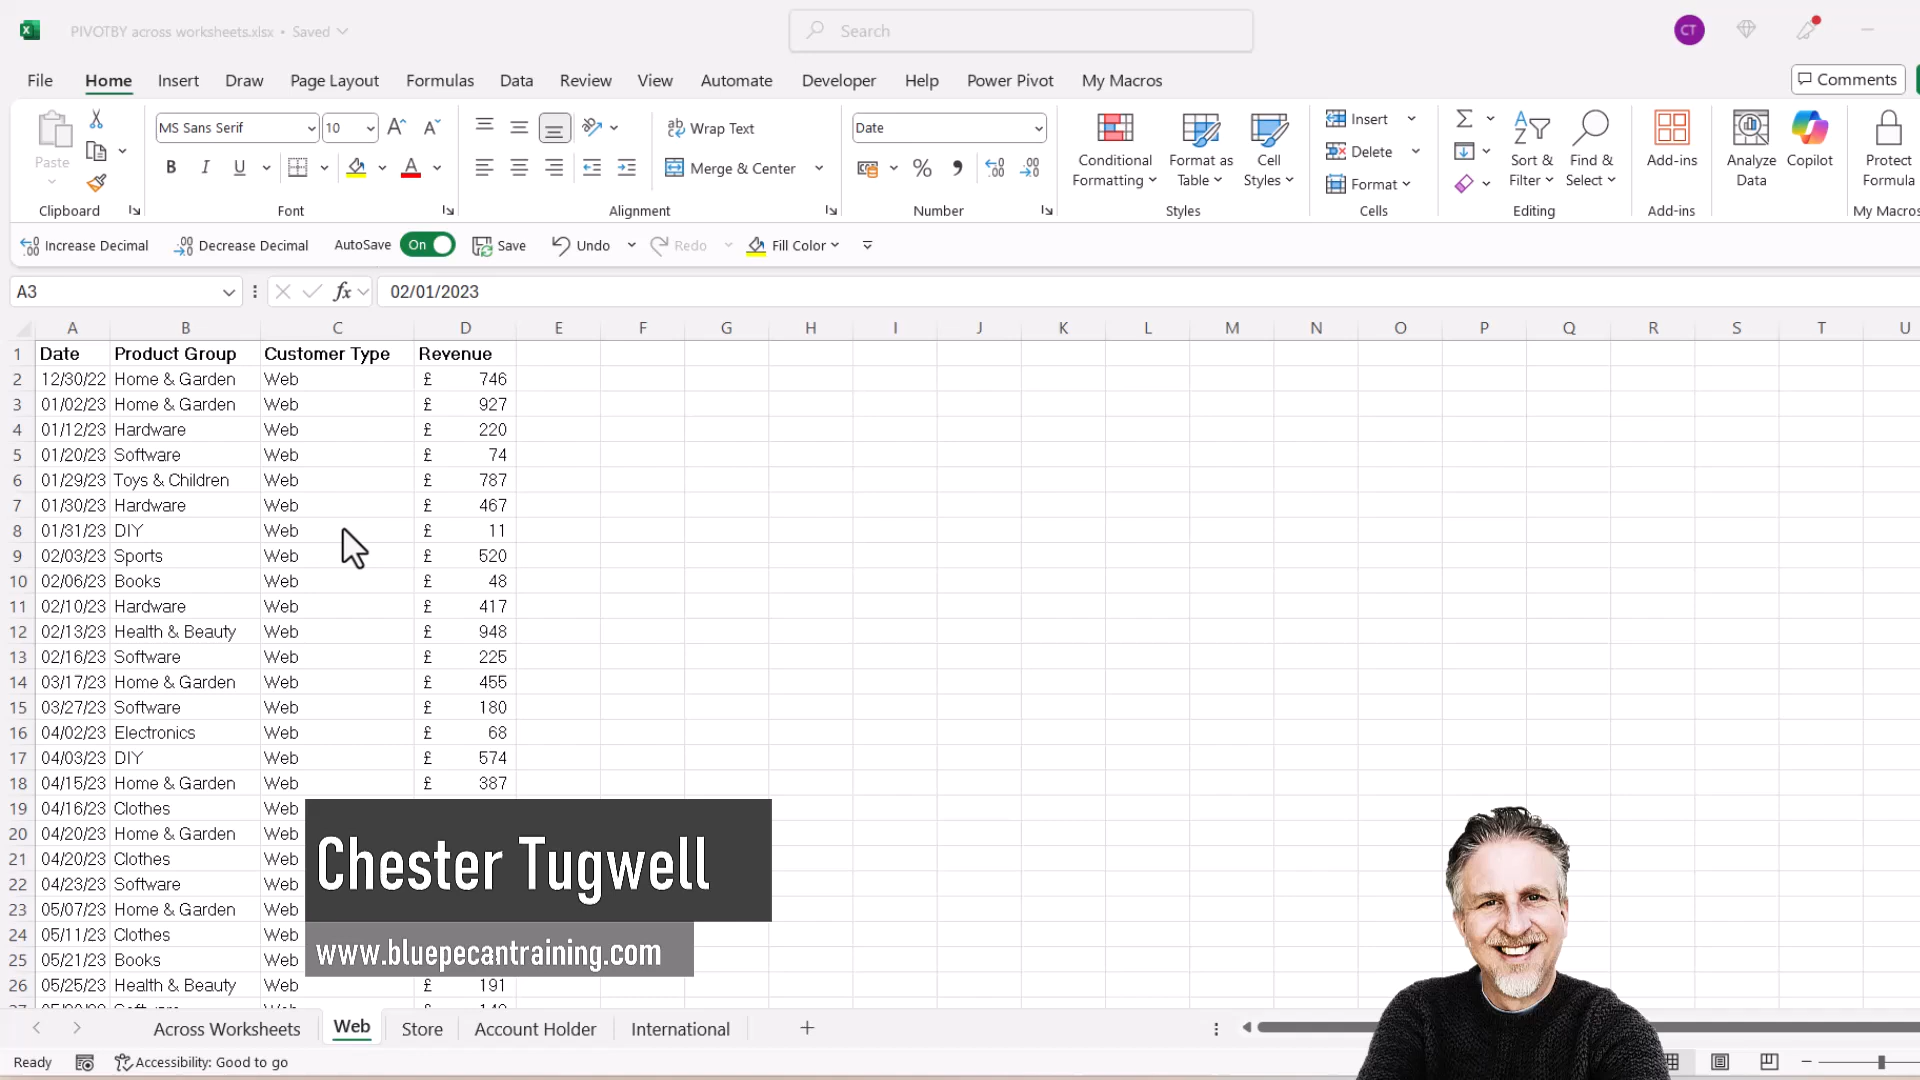 PIVOTBY across worksheets.xlsx • Saved
Search
CT
File Home Insert Draw Page Layout Formulas Data Review View Automate Developer Help Power Pivot My Macros
Comments
Paste
Clipboard
MS Sans Serif 10
B I U
Font
Wrap Text
Merge & Center
Alignment
Date
Number
Conditional Formatting
Format as Table
Cell Styles
Styles
Insert
Delete
Format
Cells
Sort & Filter
Find & Select
Editing
Add-ins
Add-ins
Analyze Data
Copilot
Protect Formula
My Macros
Increase Decimal Decrease Decimal AutoSave On Save Undo Redo Fill Color
A3 fx 02/01/2023
A B C D E F G H I J K L M N O P Q R S T U
1 Date Product Group Customer Type Revenue
2 12/30/22 Home & Garden Web £ 746
3 01/02/23 Home & Garden Web £ 927
4 01/12/23 Hardware Web £ 220
5 01/20/23 Software Web £ 74
6 01/29/23 Toys & Children Web £ 787
7 01/30/23 Hardware Web £ 467
8 01/31/23 DIY Web £ 11
9 02/03/23 Sports Web £ 520
10 02/06/23 Books Web £ 48
11 02/10/23 Hardware Web £ 417
12 02/13/23 Health & Beauty Web £ 948
13 02/16/23 Software Web £ 225
14 03/17/23 Home & Garden Web £ 455
15 03/27/23 Software Web £ 180
16 04/02/23 Electronics Web £ 68
17 04/03/23 DIY Web £ 574
18 04/15/23 Home & Garden Web £ 387
19 04/16/23 Clothes Web
20 04/20/23 Home & Garden Web
21 04/20/23 Clothes Web
22 04/23/23 Software Web
23 05/07/23 Home & Garden Web
24 05/11/23 Clothes Web
25 05/21/23 Books Web
26 05/25/23 Health & Beauty Web 191
Chester Tugwell
www.bluepecantraining.com
Across Worksheets Web Store Account Holder International
Ready Accessibility: Good to go